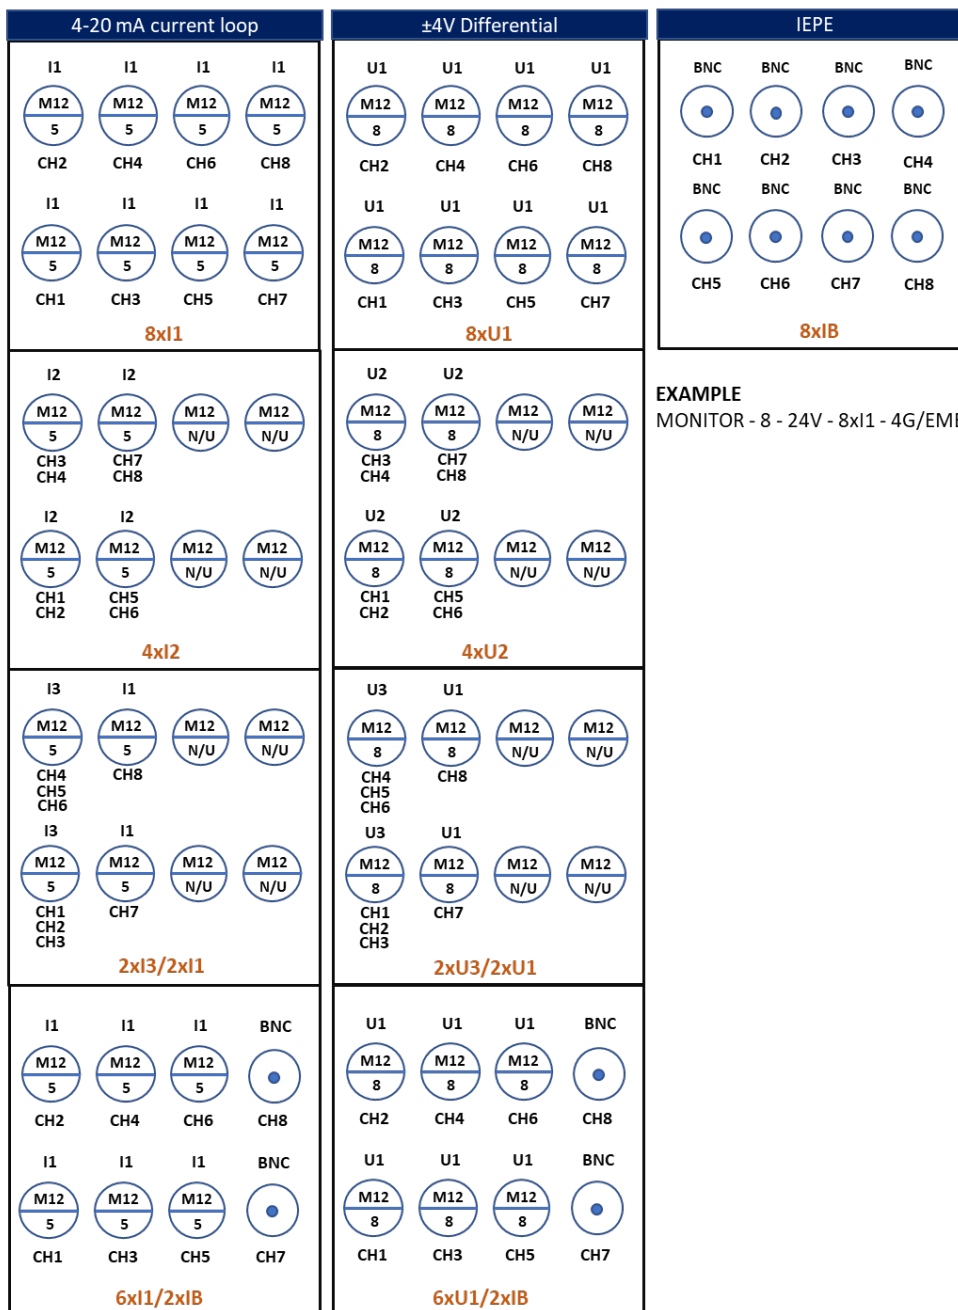 4-20 mA current loop
I1 I1 I1 I1
M12 M12 M12 M12
5 5 5 5
CH2 CH4 CH6 CH8
I1 I1 I1 I1
M12 M12 M12 M12
5 5 5 5
CH1 CH3 CH5 CH7
8xI1
I2 I2
M12 M12 M12 M12
5 5 N/U N/U
CH3 CH7
CH4 CH8
I2 I2
M12 M12 M12 M12
5 5 N/U N/U
CH1 CH5
CH2 CH6
4xI2
I3 I1
M12 M12 M12 M12
5 5 N/U N/U
CH4 CH8
CH5
CH6
I3 I1
M12 M12 M12 M12
5 5 N/U N/U
CH1 CH7
CH2
CH3
2xI3/2xI1
I1 I1 I1 BNC
M12 M12 M12
5 5 5
CH2 CH4 CH6 CH8
I1 I1 I1 BNC
M12 M12 M12
5 5 5
CH1 CH3 CH5 CH7
6xI1/2xIB
±4V Differential
U1 U1 U1 U1
M12 M12 M12 M12
8 8 8 8
CH2 CH4 CH6 CH8
U1 U1 U1 U1
M12 M12 M12 M12
8 8 8 8
CH1 CH3 CH5 CH7
8xU1
U2 U2
M12 M12 M12 M12
8 8 N/U N/U
CH3 CH7
CH4 CH8
U2 U2
M12 M12 M12 M12
8 8 N/U N/U
CH1 CH5
CH2 CH6
4xU2
U3 U1
M12 M12 M12 M12
8 8 N/U N/U
CH4 CH8
CH5
CH6
U3 U1
M12 M12 M12 M12
8 8 N/U N/U
CH1 CH7
CH2
CH3
2xU3/2xU1
U1 U1 U1 BNC
M12 M12 M12
8 8 8
CH2 CH4 CH6 CH8
U1 U1 U1 BNC
M12 M12 M12
8 8 8
CH1 CH3 CH5 CH7
6xU1/2xIB
IEPE
BNC BNC BNC BNC
CH1 CH2 CH3 CH4
BNC BNC BNC BNC
CH5 CH6 CH7 CH8
8xIB
EXAMPLE
MONITOR - 8 - 24V - 8xI1 - 4G/EME